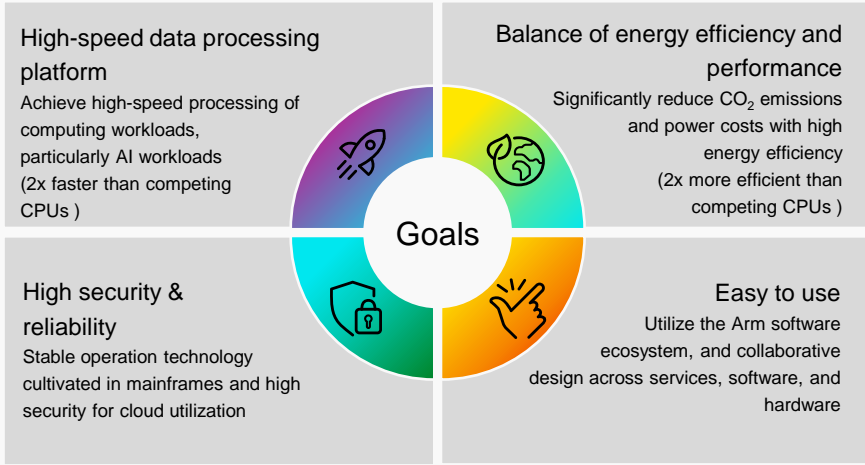 High-speed data processing
platform
Achieve high-speed processing of
computing workloads,
particularly AI workloads
(2x faster than competing
CPUs )
Balance of energy efficiency and
performance
Significantly reduce CO₂ emissions
and power costs with high
energy efficiency
(2x more efficient than
competing CPUs )
Goals
High security &
reliability
Stable operation technology
cultivated in mainframes and high
security for cloud utilization
Easy to use
Utilize the Arm software
ecosystem, and collaborative
design across services, software, and
hardware